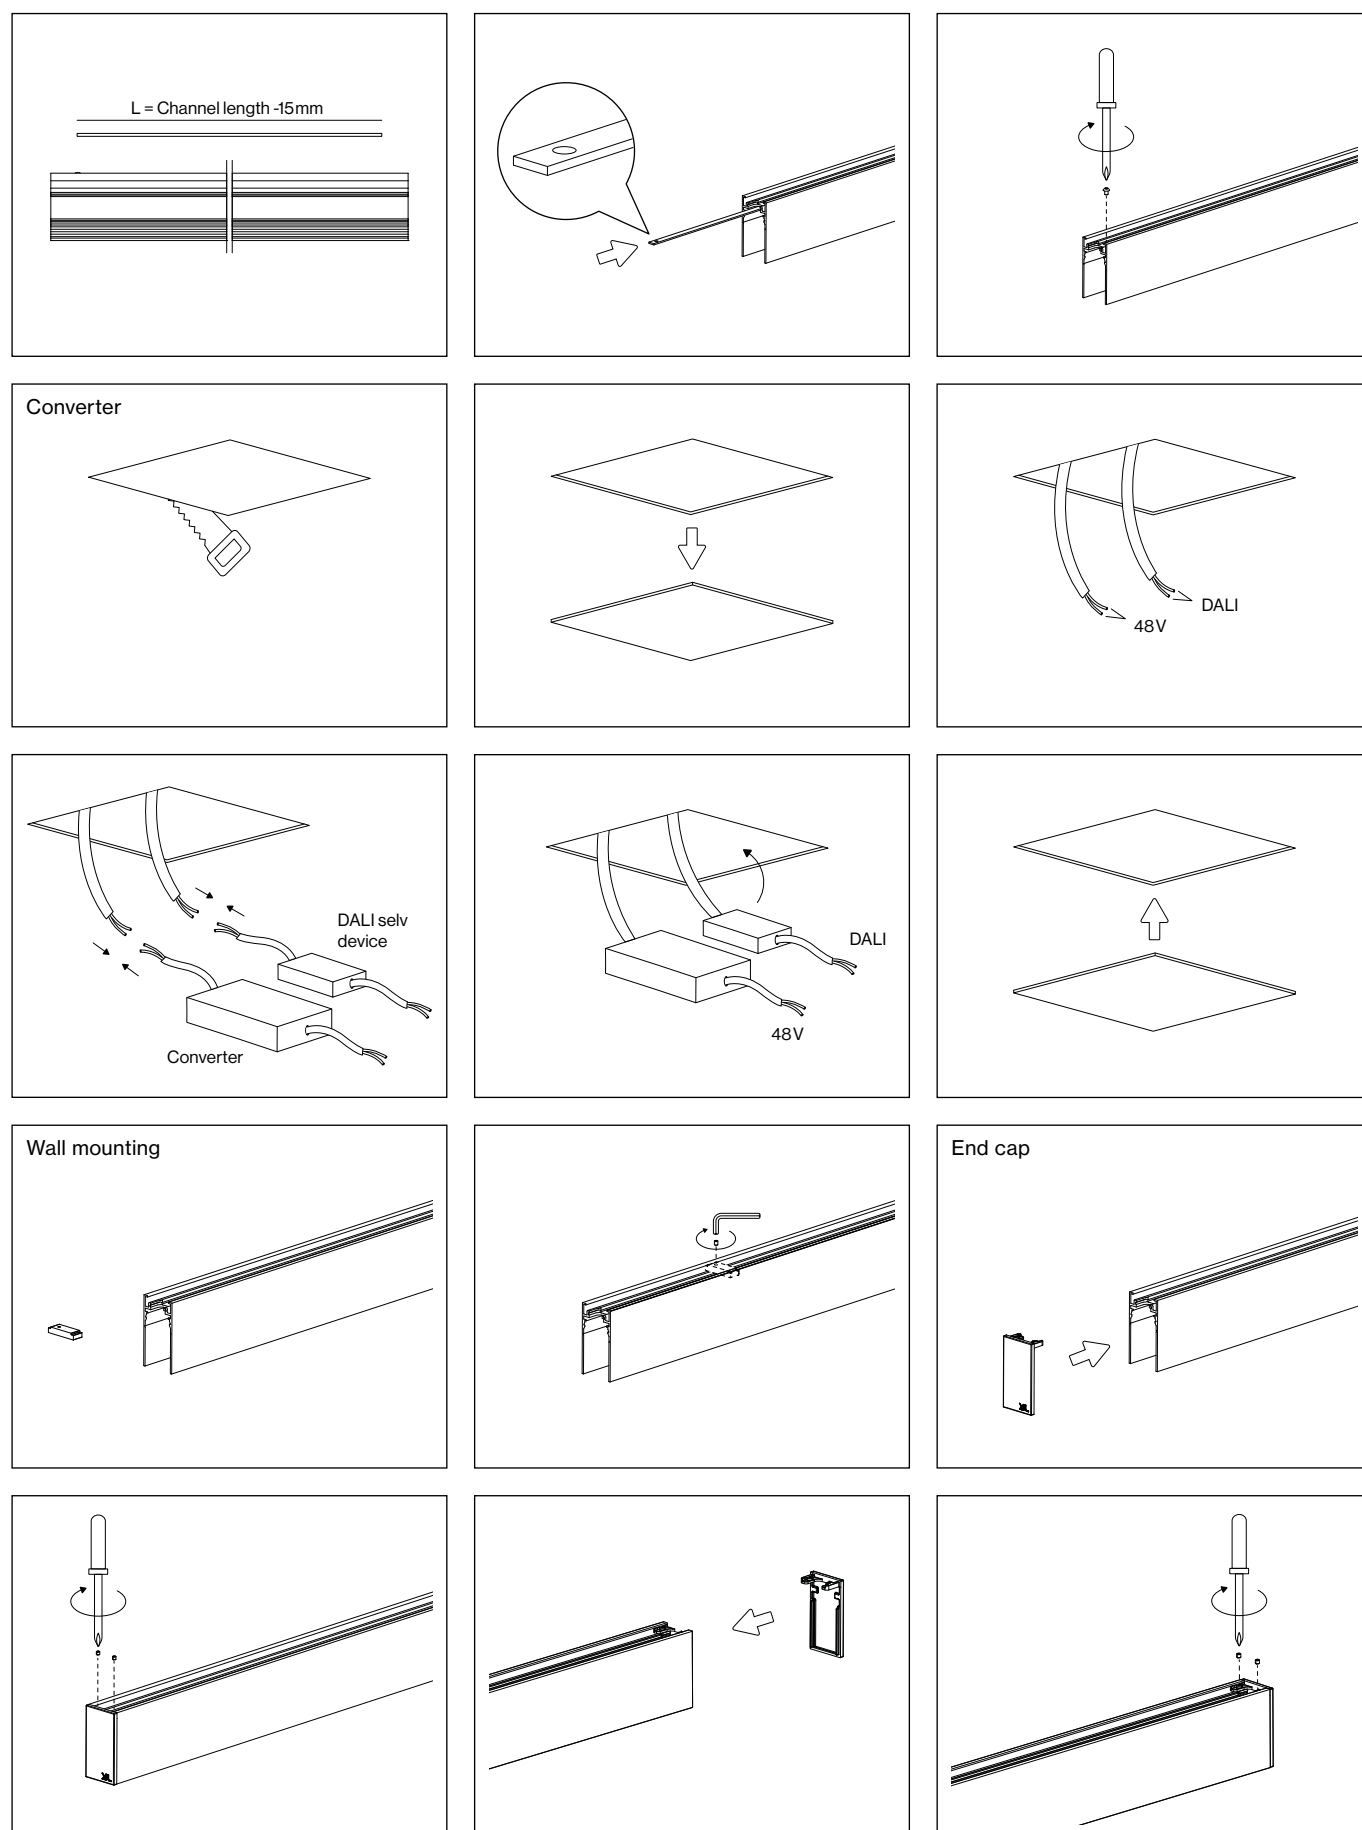 L = Channel length -15mm
Converter
DALI
48V
DALI selv
device
Converter
DALI
48V
Wall mounting
End cap